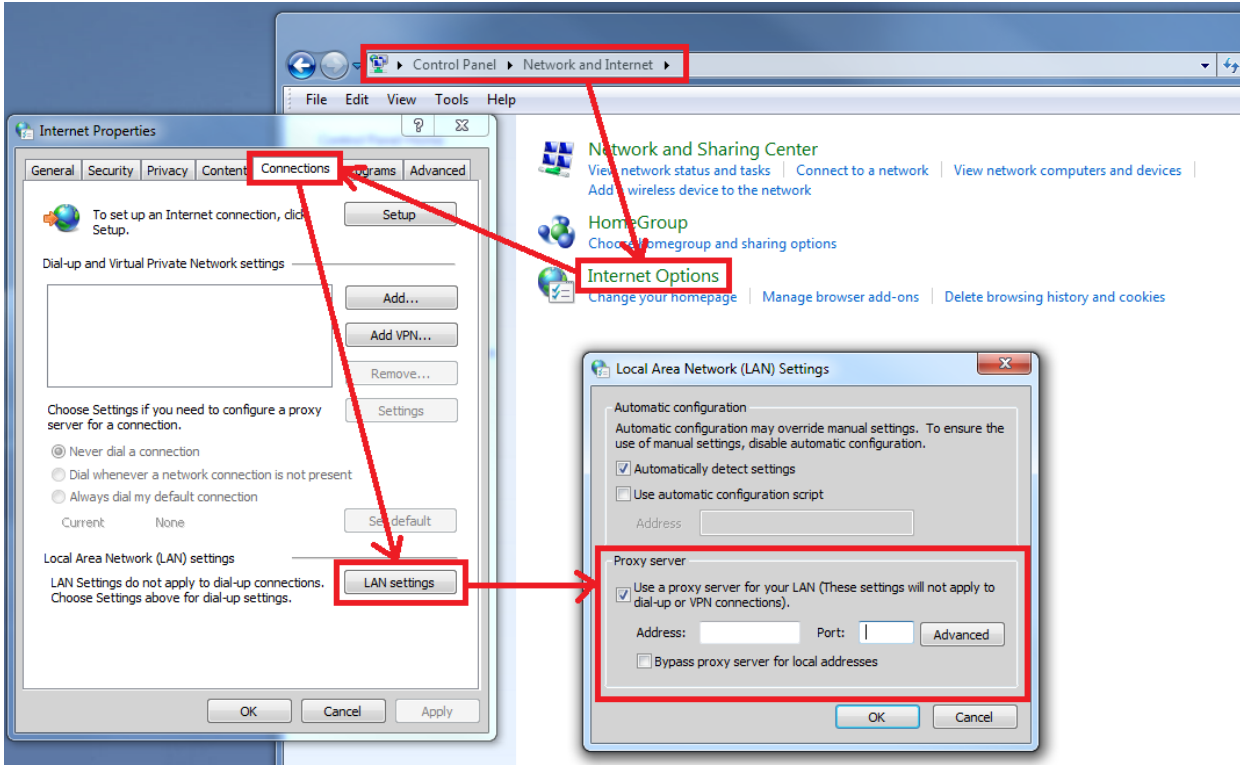 Control Panel Network and Internet
File Edit View Tools Help
Internet Properties
General Security Privacy Content Connections Programs Advanced
To set up an Internet connection, click
Setup.
Setup
Dial-up and Virtual Private Network settings
Add...
Add VPN...
Remove...
Choose Settings if you need to configure a proxy
server for a connection.
Settings
Never dial a connection
Dial whenever a network connection is not present
Always dial my default connection
Current None
Set default
Local Area Network (LAN) settings
LAN Settings do not apply to dial-up connections.
Choose Settings above for dial-up settings.
LAN settings
OK Cancel Apply
Network and Sharing Center
View network status and tasks Connect to a network View network computers and devices
Add a wireless device to the network
HomeGroup
Choose homegroup and sharing options
Internet Options
Change your homepage Manage browser add-ons Delete browsing history and cookies
Local Area Network (LAN) Settings
Automatic configuration
Automatic configuration may override manual settings. To ensure the
use of manual settings, disable automatic configuration.
Automatically detect settings
Use automatic configuration script
Address
Proxy server
Use a proxy server for your LAN (These settings will not apply to
dial-up or VPN connections).
Address: Port: Advanced
Bypass proxy server for local addresses
OK Cancel